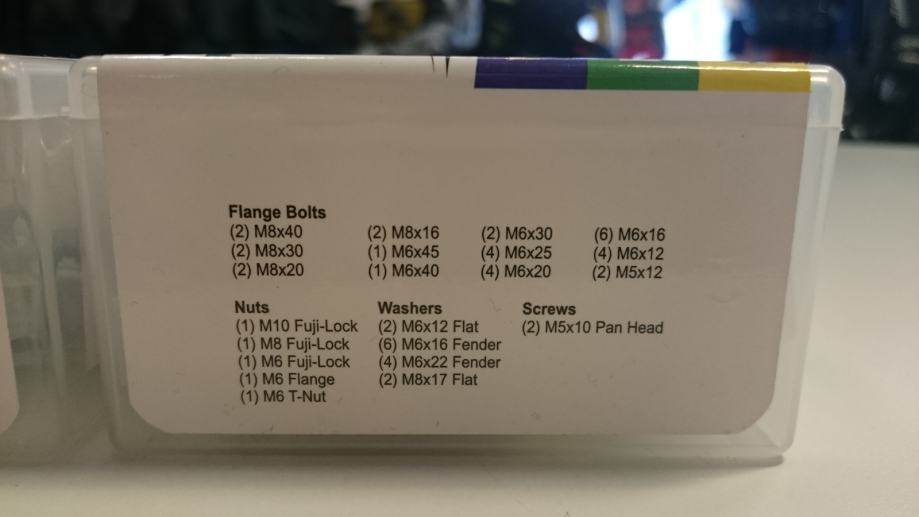 Flange Bolts
(2) M8x40 (2) M8x16 (2) M6x30 (6) M6x16
(2) M8x30 (1) M6x45 (4) M6x25 (4) M6x12
(2) M8x20 (1) M6x40 (4) M6x20 (2) M5x12
Nuts Washers Screws
(1) M10 Fuji-Lock (2) M6x12 Flat (2) M5x10 Pan Head
(1) M8 Fuji-Lock (6) M6x16 Fender
(1) M6 Fuji-Lock (4) M6x22 Fender
(1) M6 Flange (2) M8x17 Flat
(1) M6 T-Nut